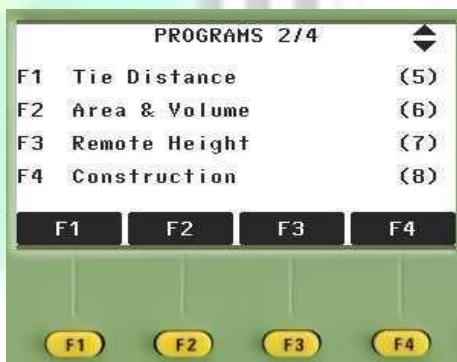 PROGRAMS 2/4
F1 Tie Distance (5)
F2 Area & Volume (6)
F3 Remote Height (7)
F4 Construction (8)
F1 F2 F3 F4
F1 F2 F3 F4